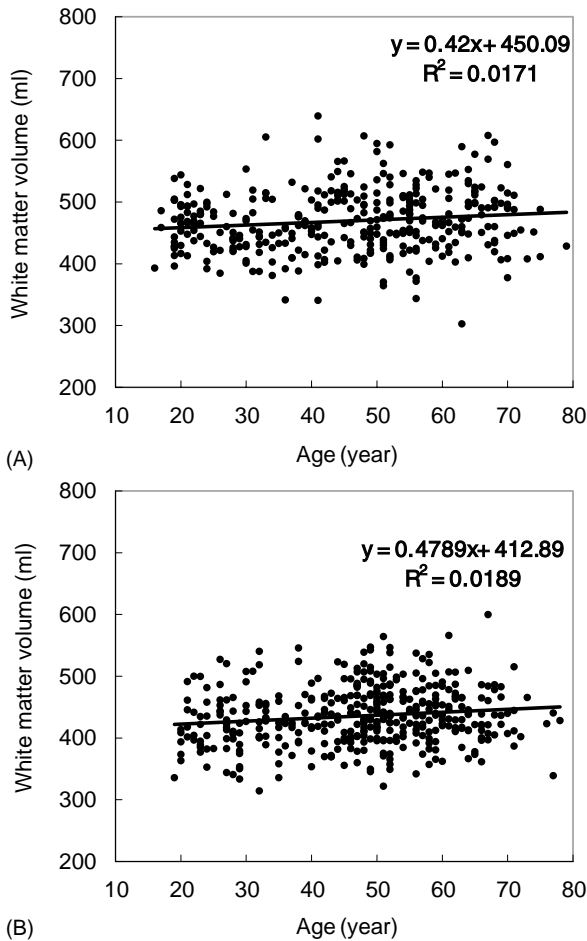 800
y = 0.42x+ 450.09
R² = 0.0171
700
600
500
400
300
200
White matter volume (ml)
10 20 30 40 50 60 70 80
Age (year)
(A)
800
y = 0.4789x+ 412.89
R² = 0.0189
700
600
500
400
300
200
White matter volume (ml)
10 20 30 40 50 60 70 80
Age (year)
(B)